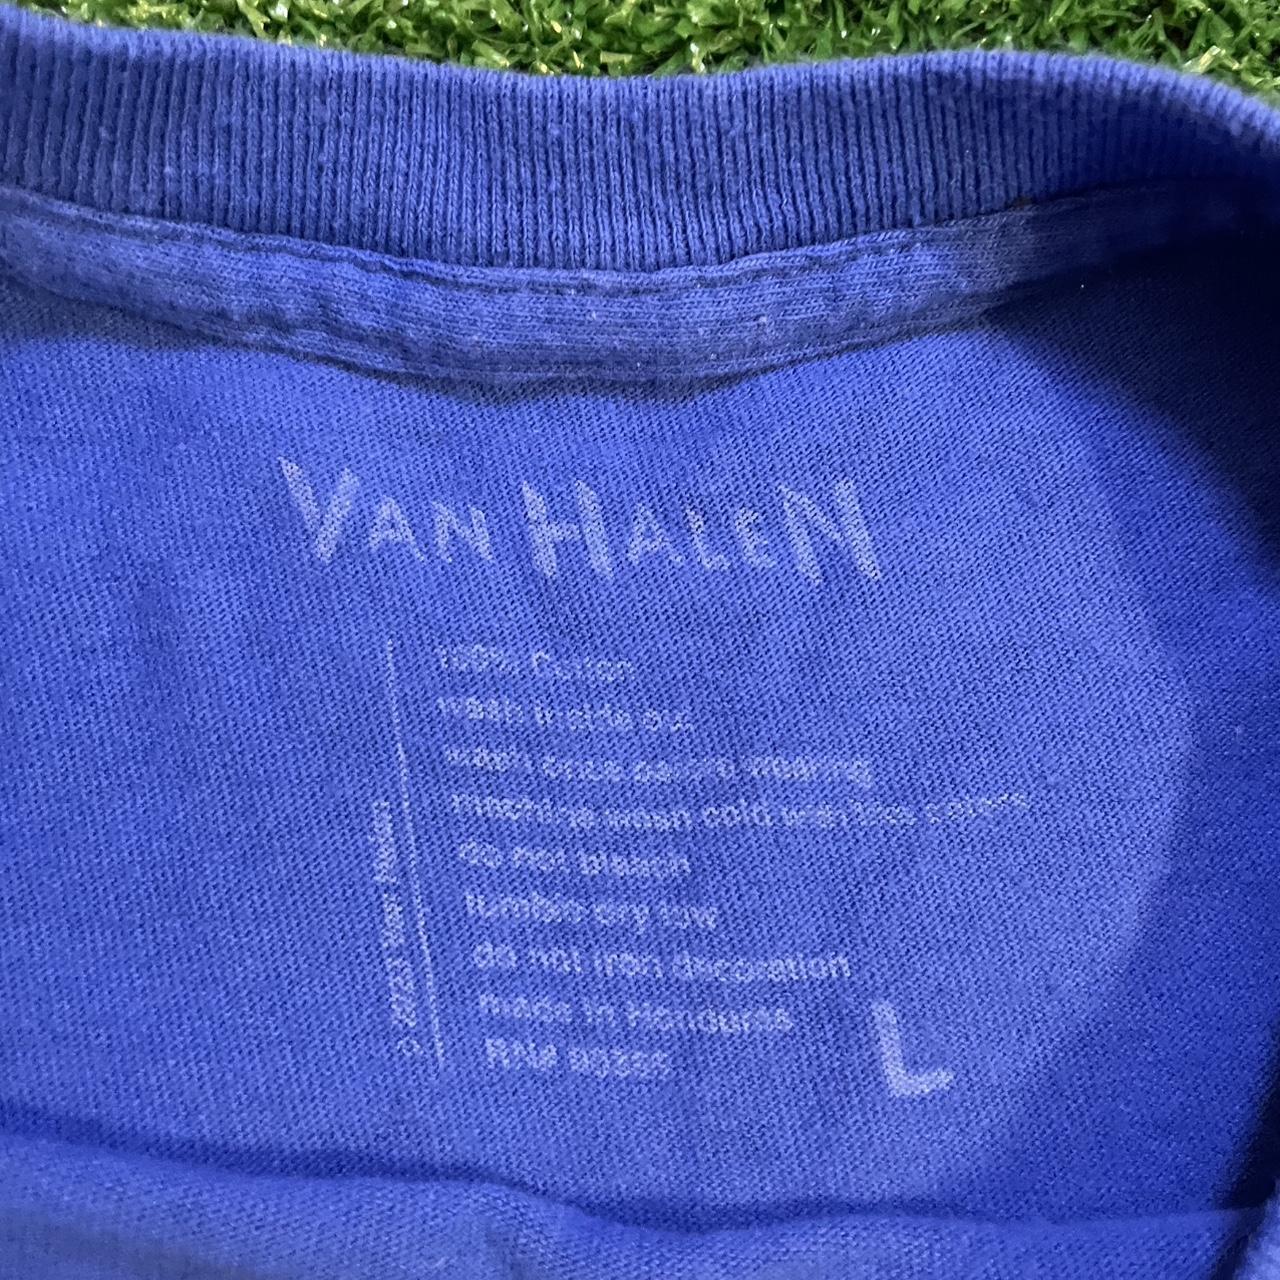 VAN HALEN
100% Cotton
wash inside out
wash once before wearing
machine wash cold with like colors
do not bleach
tumble dry low
do not iron decoration
made in Honduras
RN#
L